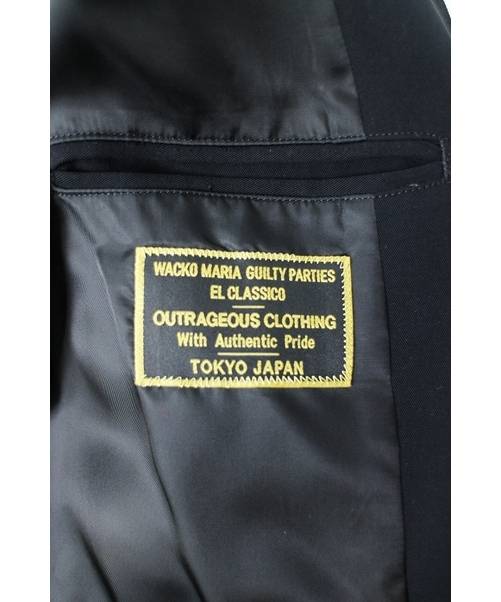 WACKO MARIA GUILTY PARTIES
EL CLASSICO
OUTRAGEOUS CLOTHING
With Authentic Pride
TOKYO JAPAN